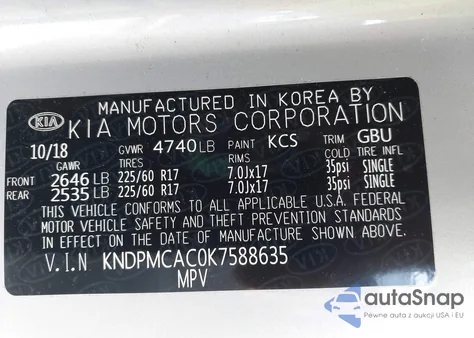 MANUFACTURED IN KOREA BY
KIA KIA MOTORS CORPORATION
10/18 GVWR 4740LB PAINT KCS TRIM GBU
GAWR TIRES RIMS COLD TIRE INFL
FRONT 2646LB 225/60 R17 7.0Jx17 35psi SINGLE
REAR 2535LB 225/60 R17 7.0Jx17 35psi SINGLE
THIS VEHICLE CONFORMS TO ALL APPLICABLE U.S.A. FEDERAL
MOTOR VEHICLE SAFETY AND THEFT PREVENTION STANDARDS
IN EFFECT ON THE DATE OF MANUFACTURE SHOWN ABOVE.
V.I.N KNDPMCAC0K7588635
MPV
autoSnap
Pewne auta z aukcji USA i EU